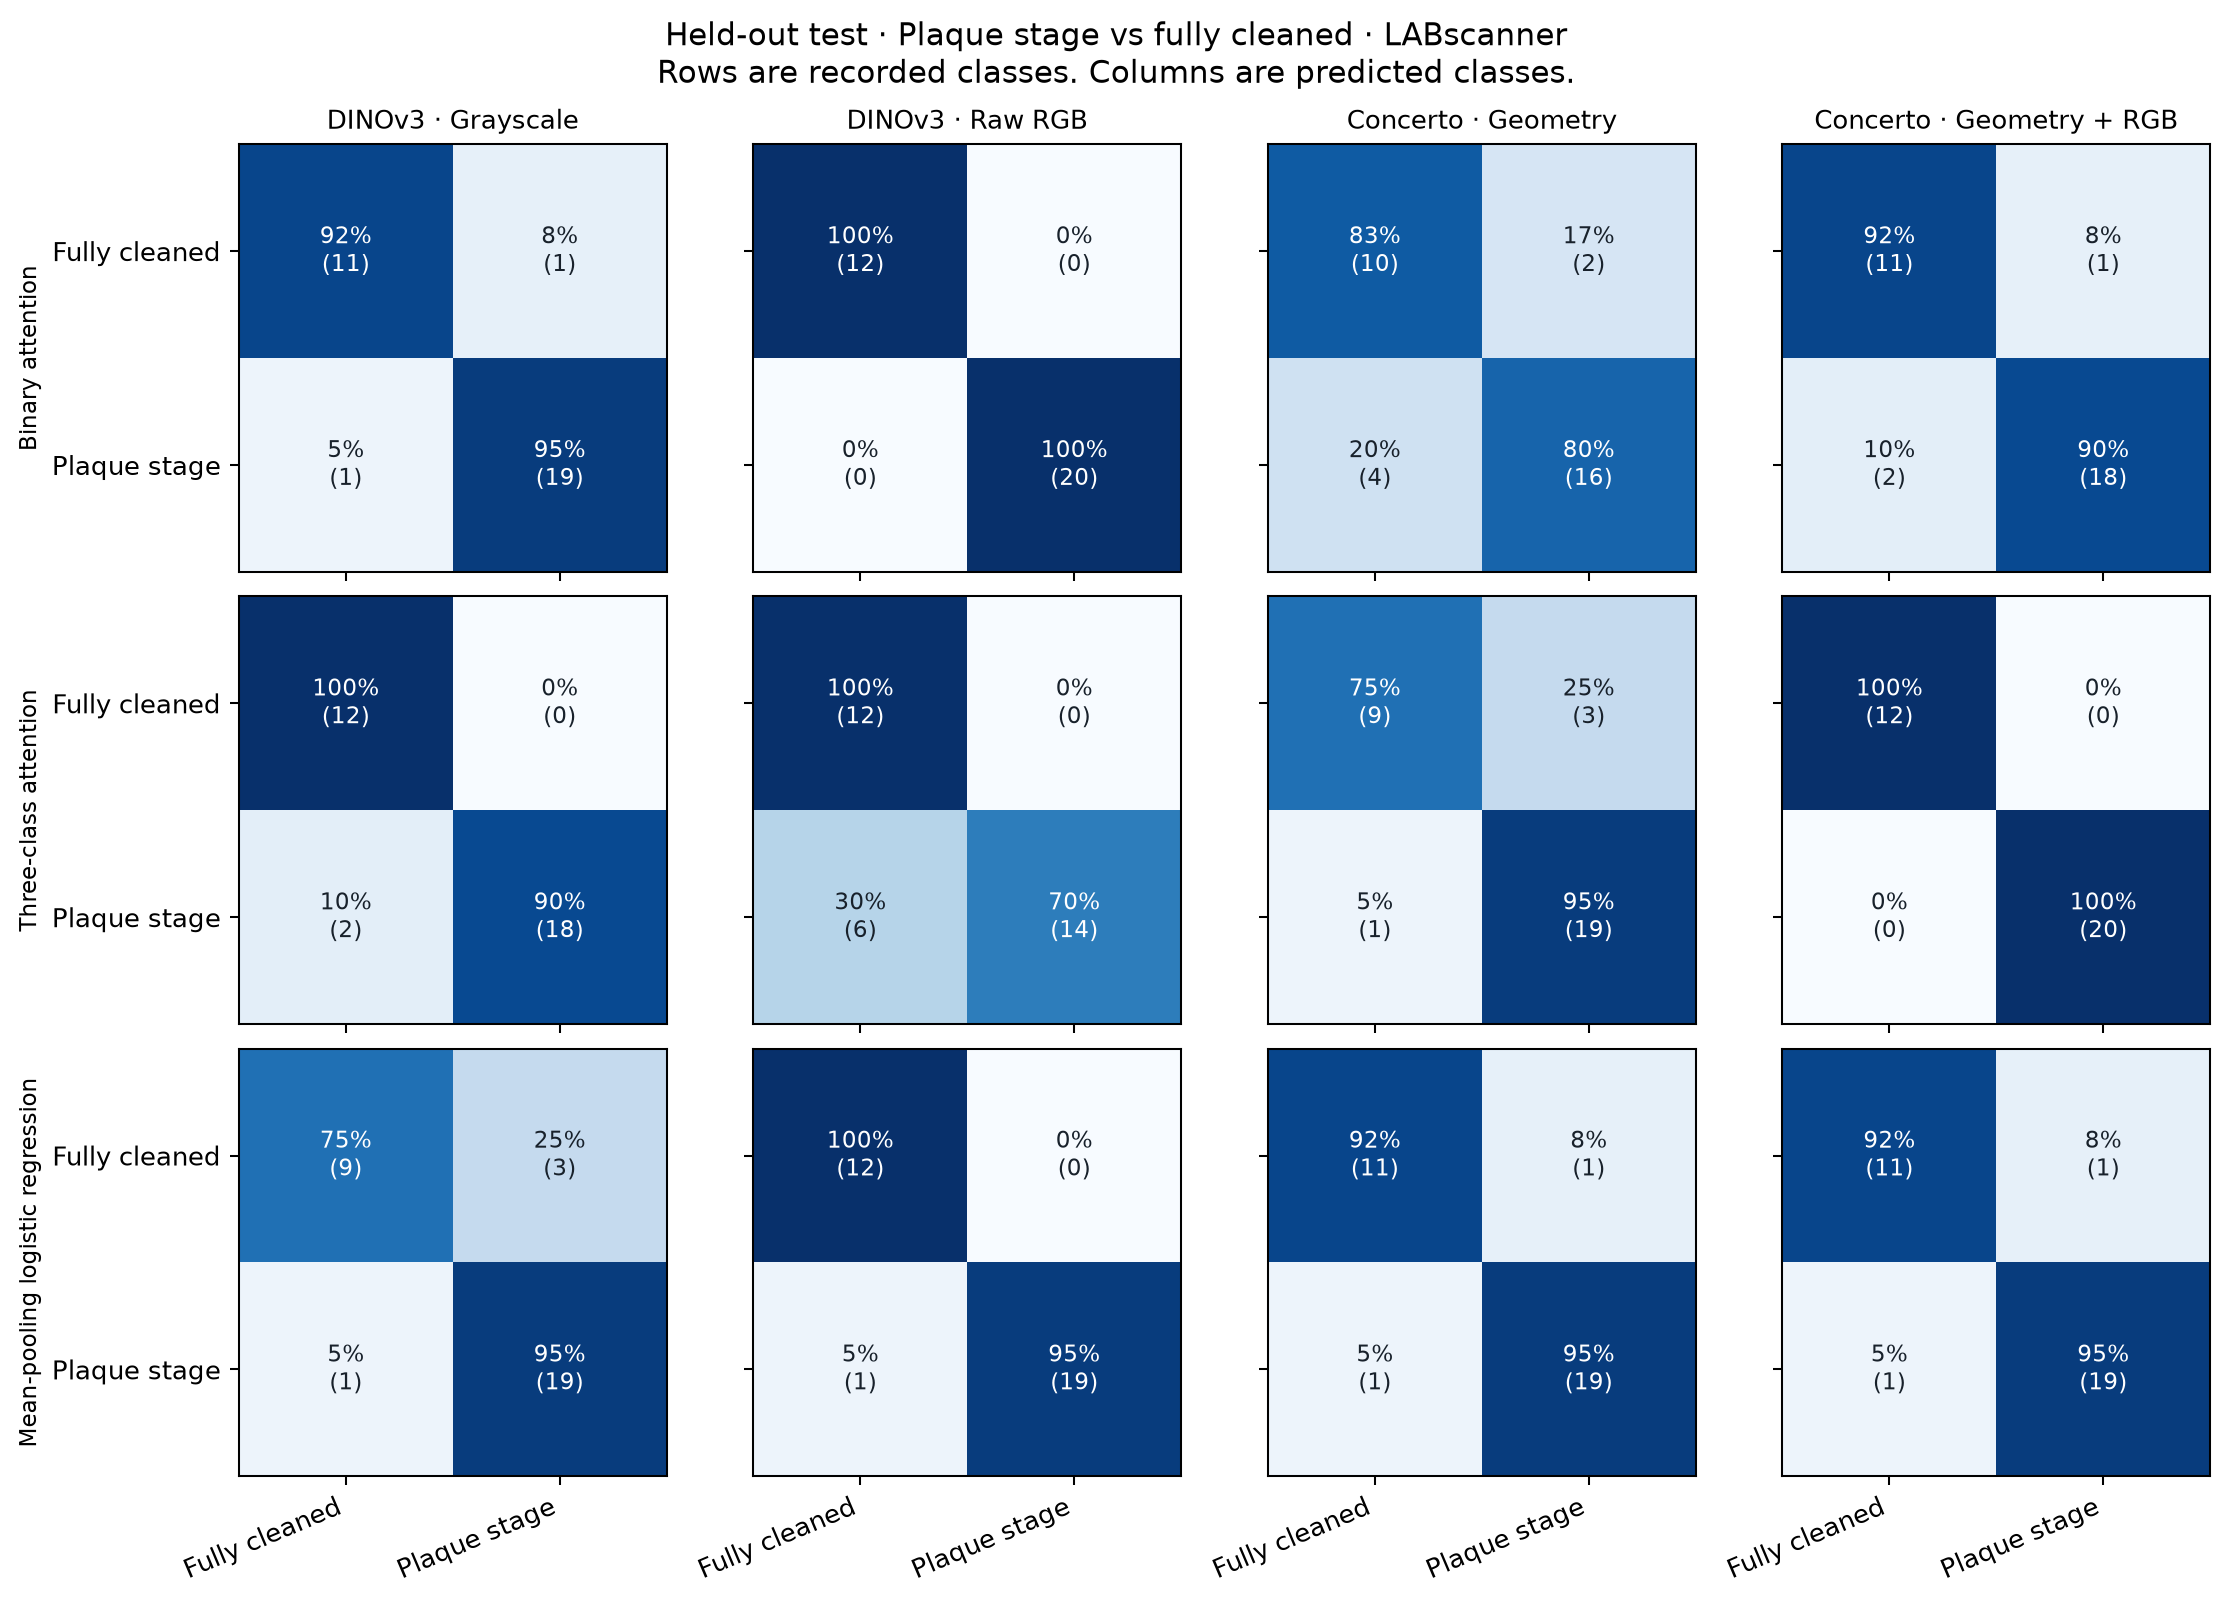 Held-out test · Plaque stage vs fully cleaned · LABscanner
Rows are recorded classes. Columns are predicted classes.
DINOv3 · Grayscale
DINOv3 · Raw RGB
Concerto · Geometry
Concerto · Geometry + RGB
Binary attention
Fully cleaned
92% 8% 100% 0% 83% 17% 92% 8%
(11) (1) (12) (0) (10) (2) (11) (1)
Plaque stage
5% 95% 0% 100% 20% 80% 10% 90%
(1) (19) (0) (20) (4) (16) (2) (18)
Three-class attention
Fully cleaned
100% 0% 100% 0% 75% 25% 100% 0%
(12) (0) (12) (0) (9) (3) (12) (0)
Plaque stage
10% 90% 30% 70% 5% 95% 0% 100%
(2) (18) (6) (14) (1) (19) (0) (20)
Mean-pooling logistic regression
Fully cleaned
75% 25% 100% 0% 92% 8% 92% 8%
(9) (3) (12) (0) (11) (1) (11) (1)
Plaque stage
5% 95% 5% 95% 5% 95% 5% 95%
(1) (19) (1) (19) (1) (19) (1) (19)
Fully cleaned Plaque stage Fully cleaned Plaque stage Fully cleaned Plaque stage Fully cleaned Plaque stage